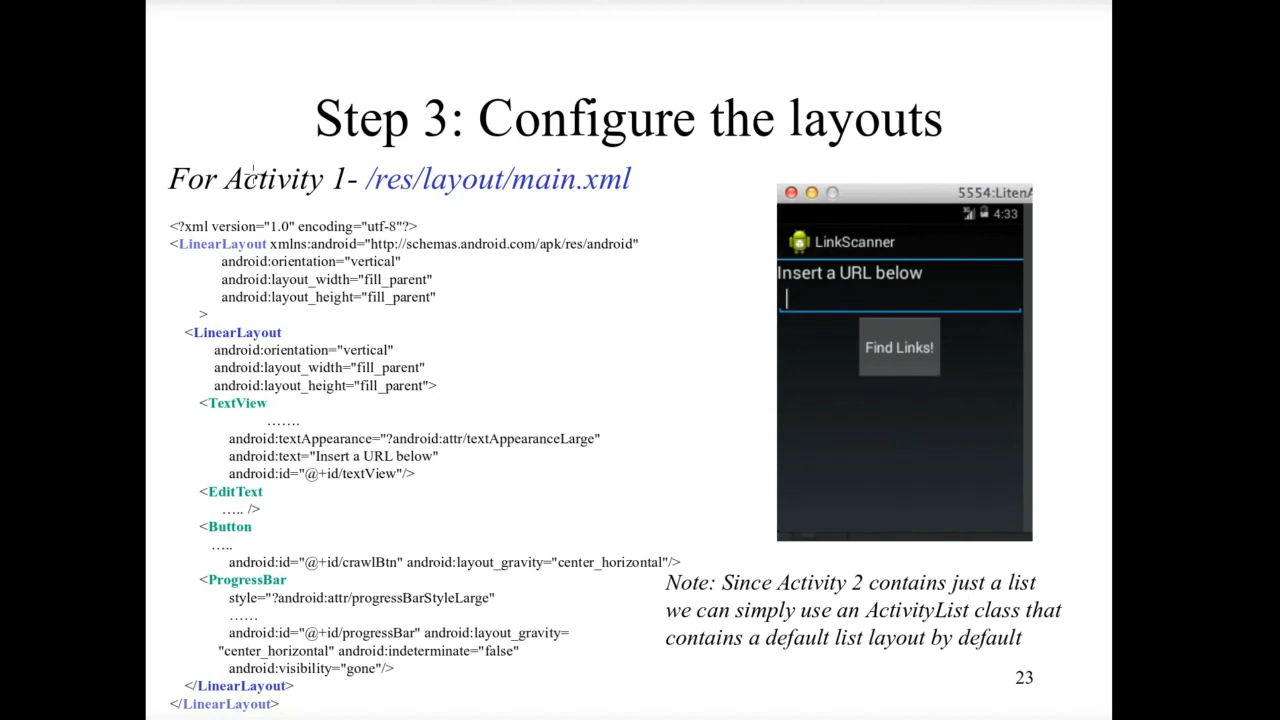 Step 3: Configure the layouts
For Activity 1- /res/layout/main.xml
<?xml version="1.0" encoding="utf-8"?>
<LinearLayout xmlns:android="http://schemas.android.com/apk/res/android"
android:orientation="vertical"
android:layout_width="fill_parent"
android:layout_height="fill_parent"
>
<LinearLayout
android:orientation="vertical"
android:layout_width="fill_parent"
android:layout_height="fill_parent">
<TextView
…….
android:textAppearance="?android:attr/textAppearanceLarge"
android:text="Insert a URL below"
android:id="@+id/textView"/>
<EditText
….. />
<Button
…..
android:id="@+id/crawlBtn" android:layout_gravity="center_horizontal"/>
<ProgressBar
style="?android:attr/progressBarStyleLarge"
……
android:id="@+id/progressBar" android:layout_gravity=
"center_horizontal" android:indeterminate="false"
android:visibility="gone"/>
</LinearLayout>
</LinearLayout>
5554:LitenA
4:33
LinkScanner
Insert a URL below
Find Links!
Note: Since Activity 2 contains just a list
we can simply use an ActivityList class that
contains a default list layout by default
23